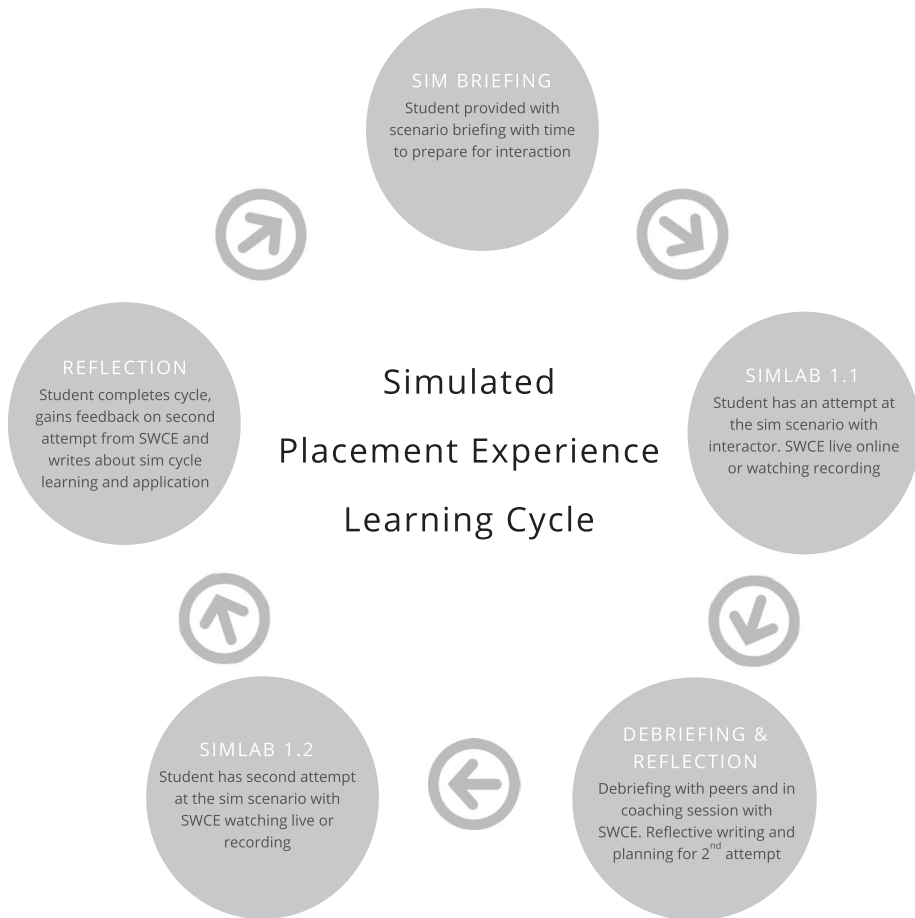 SIM BRIEFING
Student provided with
scenario briefing with time
to prepare for interaction
SIMLAB 1.1
Student has an attempt at
the sim scenario with
interactor. SWCE live online
or watching recording
DEBRIEFING &
REFLECTION
Debriefing with peers and in
coaching session with
SWCE. Reflective writing and
planning for 2nd attempt
SIMLAB 1.2
Student has second attempt
at the sim scenario with
SWCE watching live or
recording
REFLECTION
Student completes cycle,
gains feedback on second
attempt from SWCE and
writes about sim cycle
learning and application
Simulated
Placement Experience
Learning Cycle